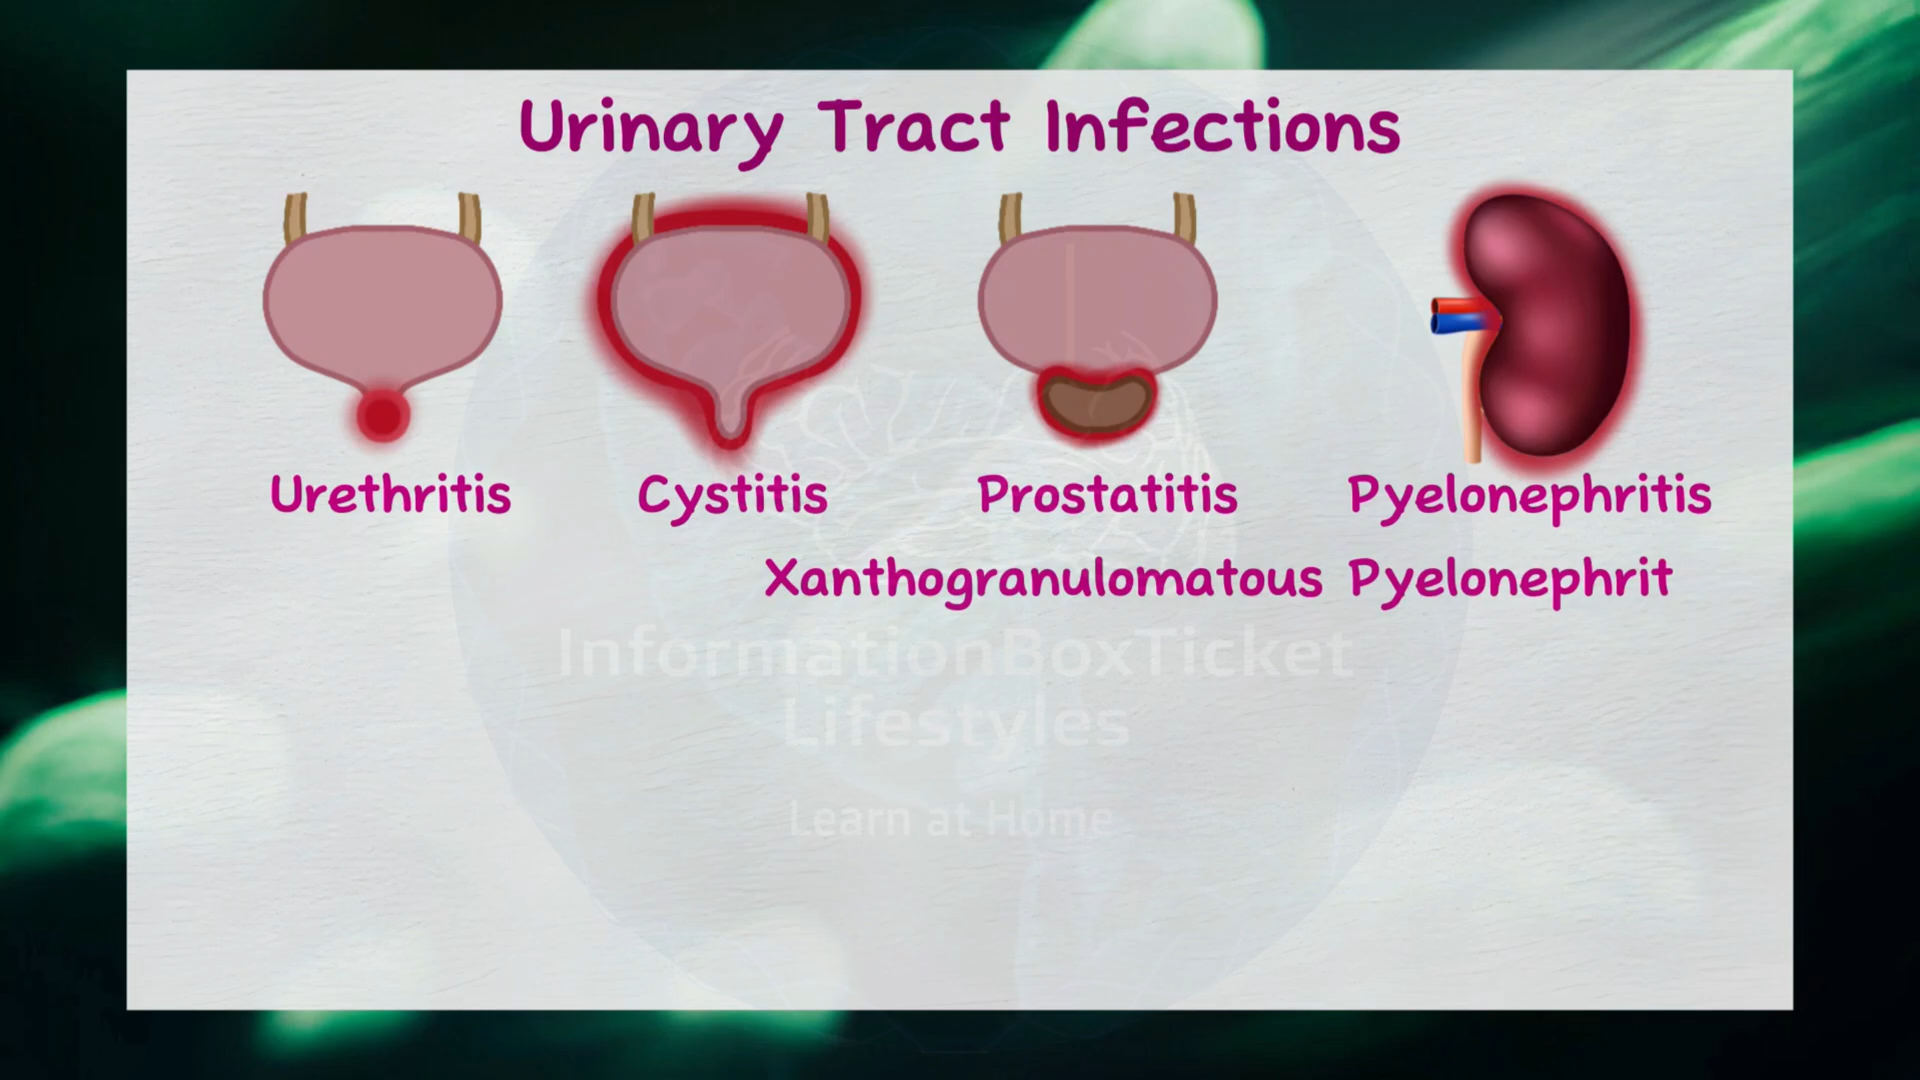 Urinary Tract Infections
Urethritis Cystitis Prostatitis Pyelonephritis
Xanthogranulomatous Pyelonephrit
InformationBoxTicket
Lifestyles
Learn at Home